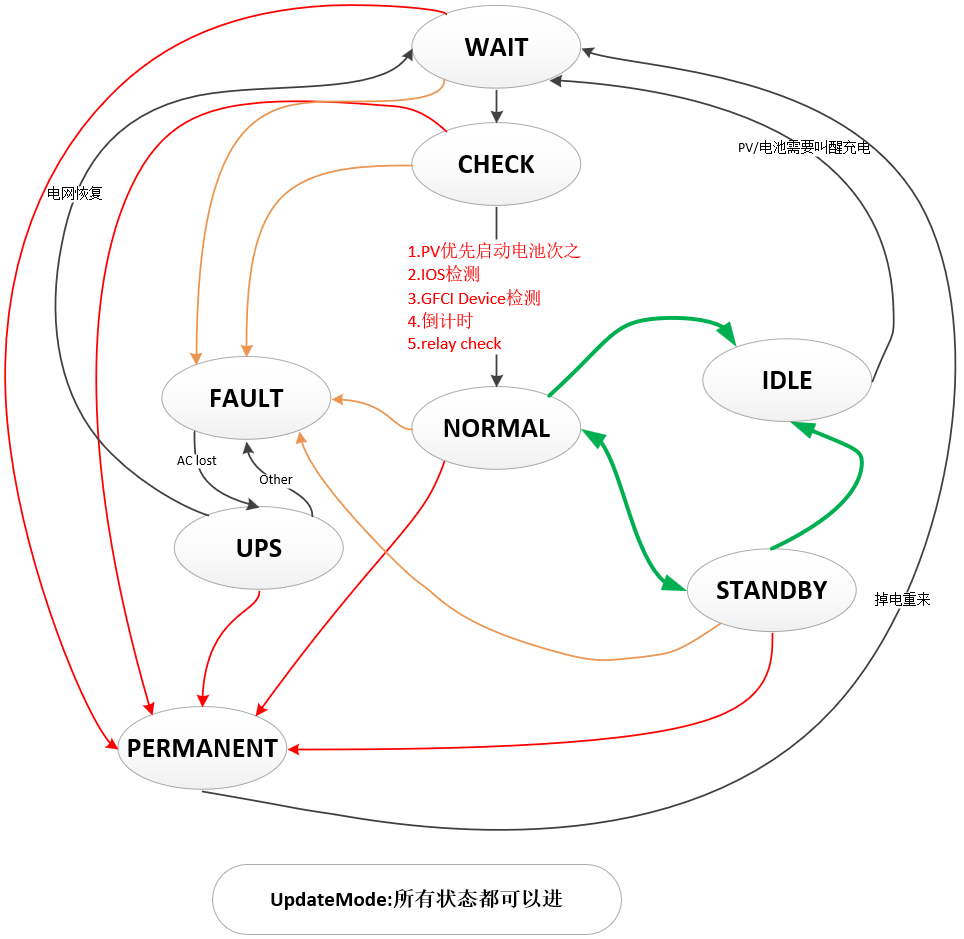 WAIT
PV/电池需要叫醒充电
CHECK
电网恢复
1.PV优先启动电池次之
2.IOS检测
3.GFCI Device检测
4.倒计时
5.relay check
IDLE
FAULT
NORMAL
AC lost
Other
UPS
STANDBY
掉电重来
PERMANENT
UpdateMode:所有状态都可以进